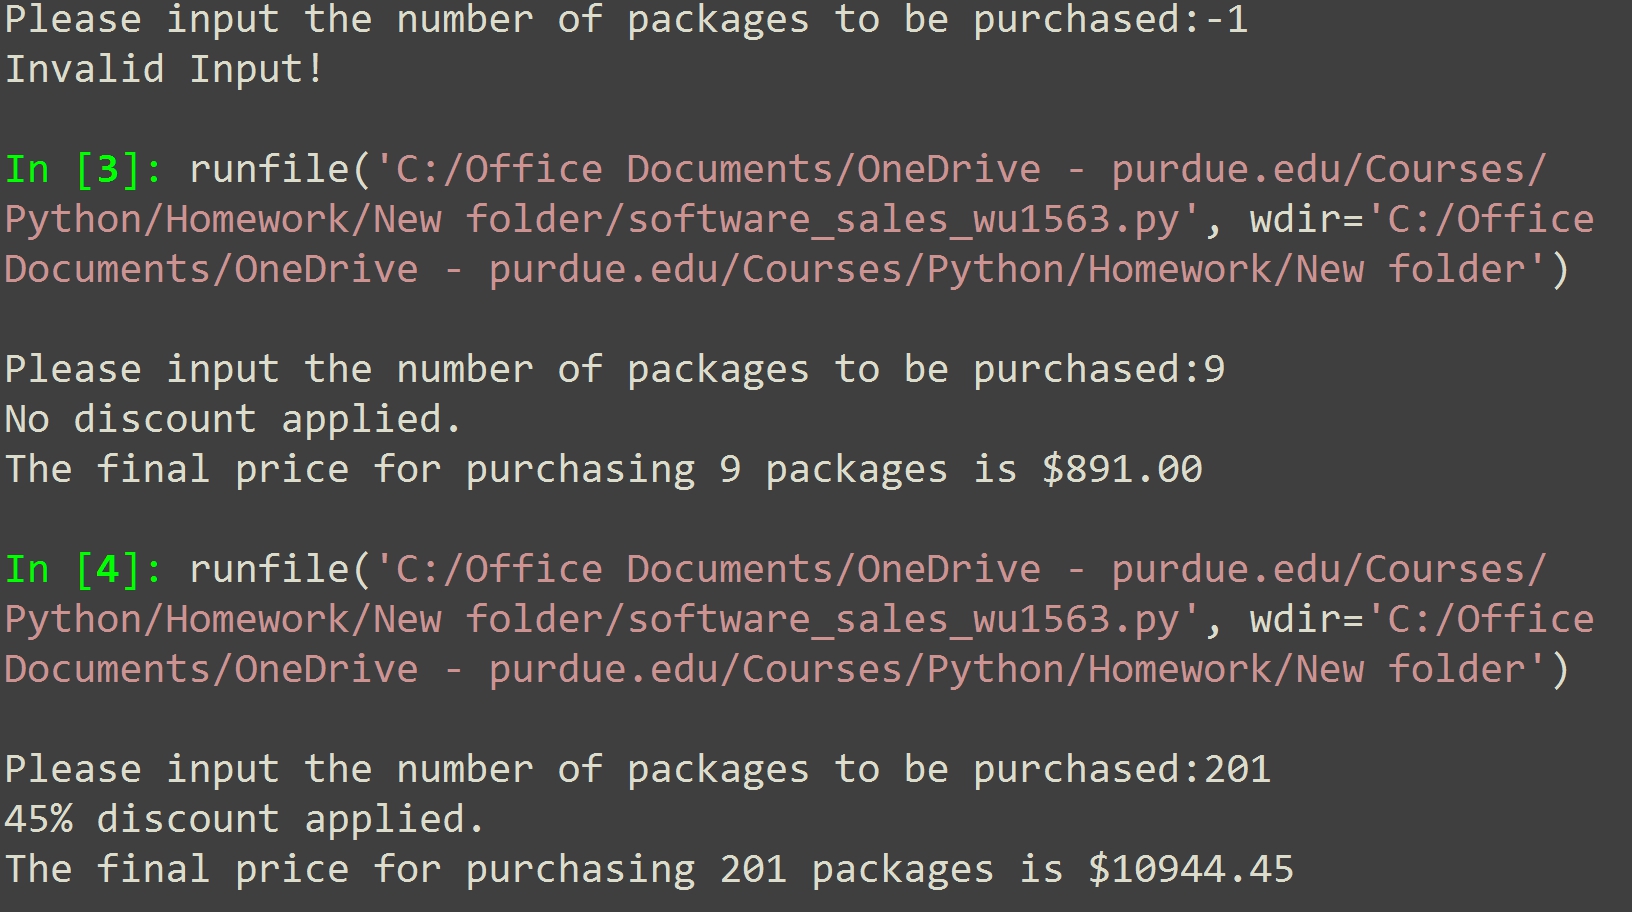 Please input the number of packages to be purchased:-1
Invalid Input!
In [3]: runfile('C:/Office Documents/OneDrive - purdue.edu/Courses/
Python/Homework/New folder/software_sales_wu1563.py', wdir='C:/Office
Documents/OneDrive - purdue.edu/Courses/Python/Homework/New folder')
Please input the number of packages to be purchased:9
No discount applied.
The final price for purchasing 9 packages is $891.00
In [4]: runfile('C:/Office Documents/OneDrive - purdue.edu/Courses/
Python/Homework/New folder/software_sales_wu1563.py', wdir='C:/Office
Documents/OneDrive - purdue.edu/Courses/Python/Homework/New folder')
Please input the number of packages to be purchased:201
45% discount applied.
The final price for purchasing 201 packages is $10944.45